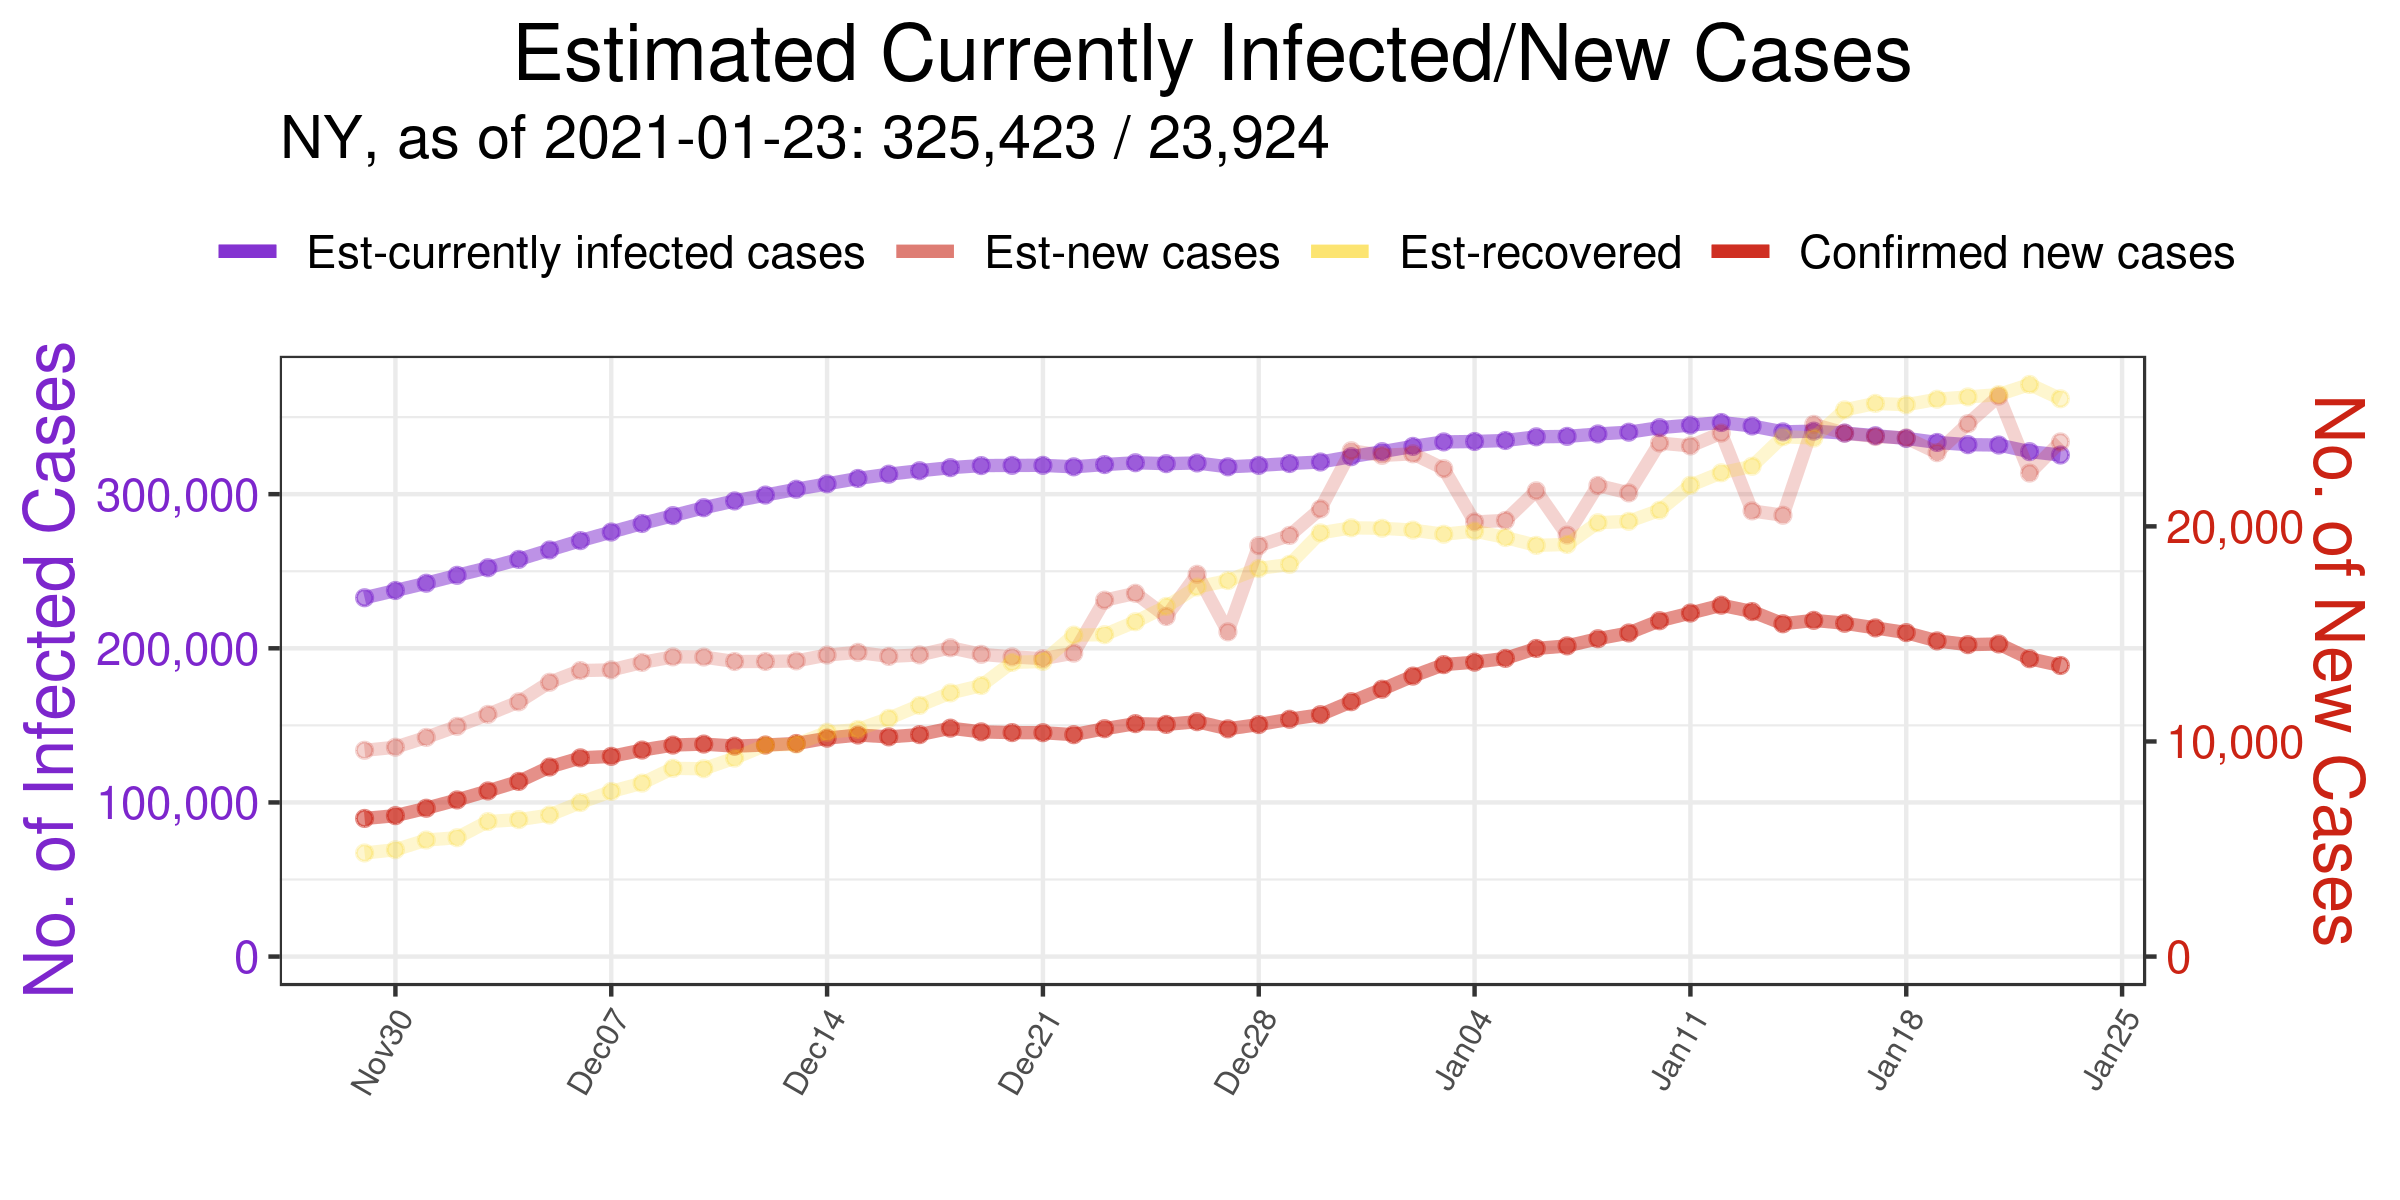 Estimated Currently Infected/New Cases
NY, as of 2021-01-23: 325,423 / 23,924
Est-currently infected cases Est-new cases Est-recovered Confirmed new cases
No. of Infected Cases
300,000
200,000
100,000
0
No. of New Cases
20,000
10,000
0
Nov30 Dec07 Dec14 Dec21 Dec28 Jan04 Jan11 Jan18 Jan25